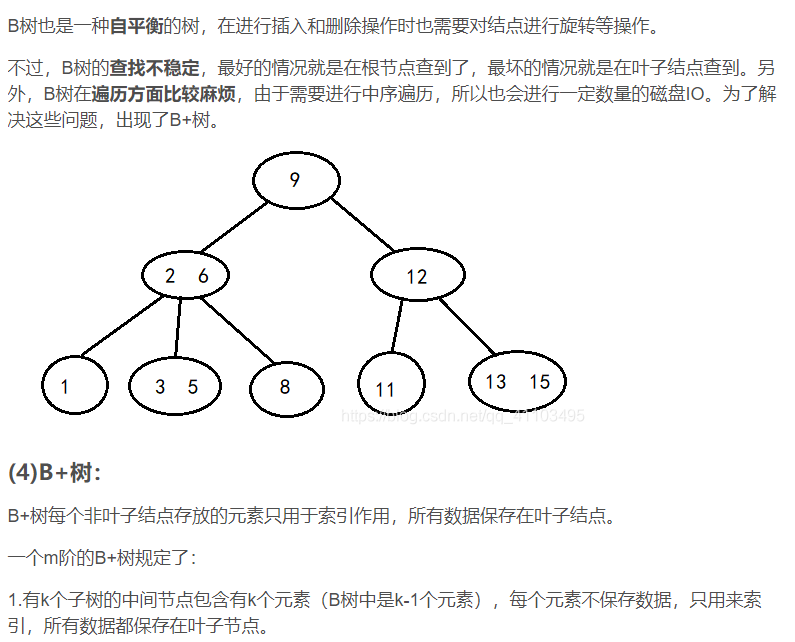 B树也是一种自平衡的树，在进行插入和删除操作时也需要对结点进行旋转等操作。
不过，B树的查找不稳定，最好的情况就是在根节点查到了，最坏的情况就是在叶子结点查到。另
外，B树在遍历方面比较麻烦，由于需要进行中序遍历，所以也会进行一定数量的磁盘IO。为了解
决这些问题，出现了B+树。
9
2 6
12
1
3 5
8
11
13 15
https://blog.csdn.net/qq_41103495
(4)B+树：
B+树每个非叶子结点存放的元素只用于索引作用，所有数据保存在叶子结点。
一个m阶的B+树规定了：
1.有k个子树的中间节点包含有k个元素（B树中是k-1个元素），每个元素不保存数据，只用来索
引，所有数据都保存在叶子节点。